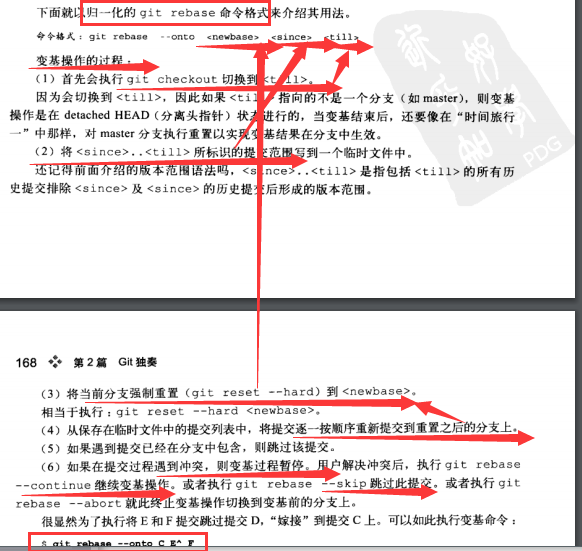 下面就以归一化的 git rebase 命令格式来介绍其用法。
命令格式：git rebase --onto <newbase> <since> <till>
变基操作的过程：
（1）首先会执行 git checkout 切换到<till>。
因为会切换到<till>，因此如果<till>指向的不是一个分支（如 master），则变基
操作是在 detached HEAD（分离头指针）状态进行的，当变基结束后，还要像在“时间旅行
一”中那样，对 master 分支执行重置以实现变基结果在分支中生效。
（2）将 <since>..<till> 所标识的提交范围写到一个临时文件中。
还记得前面介绍的版本范围语法吗，<since>..<till> 是指包括 <till> 的所有历
史提交排除 <since> 及 <since> 的历史提交后形成的版本范围。
PDG
168 第 2 篇 Git 独奏
（3）将当前分支强制重置（git reset --hard）到 <newbase>。
相当于执行：git reset --hard <newbase>。
（4）从保存在临时文件中的提交列表中，将提交逐一按顺序重新提交到重置之后的分支上。
（5）如果遇到提交已经在分支中包含，则跳过该提交。
（6）如果在提交过程遇到冲突，则变基过程暂停。用户解决冲突后，执行 git rebase
--continue 继续变基操作。或者执行 git rebase --skip 跳过此提交。或者执行 git
rebase --abort 就此终止变基操作切换到变基前的分支上。
很显然为了执行将 E 和 F 提交跳过提交 D，“嫁接”到提交 C 上。可以如此执行变基命令：
$ git rebase --onto C E^ F